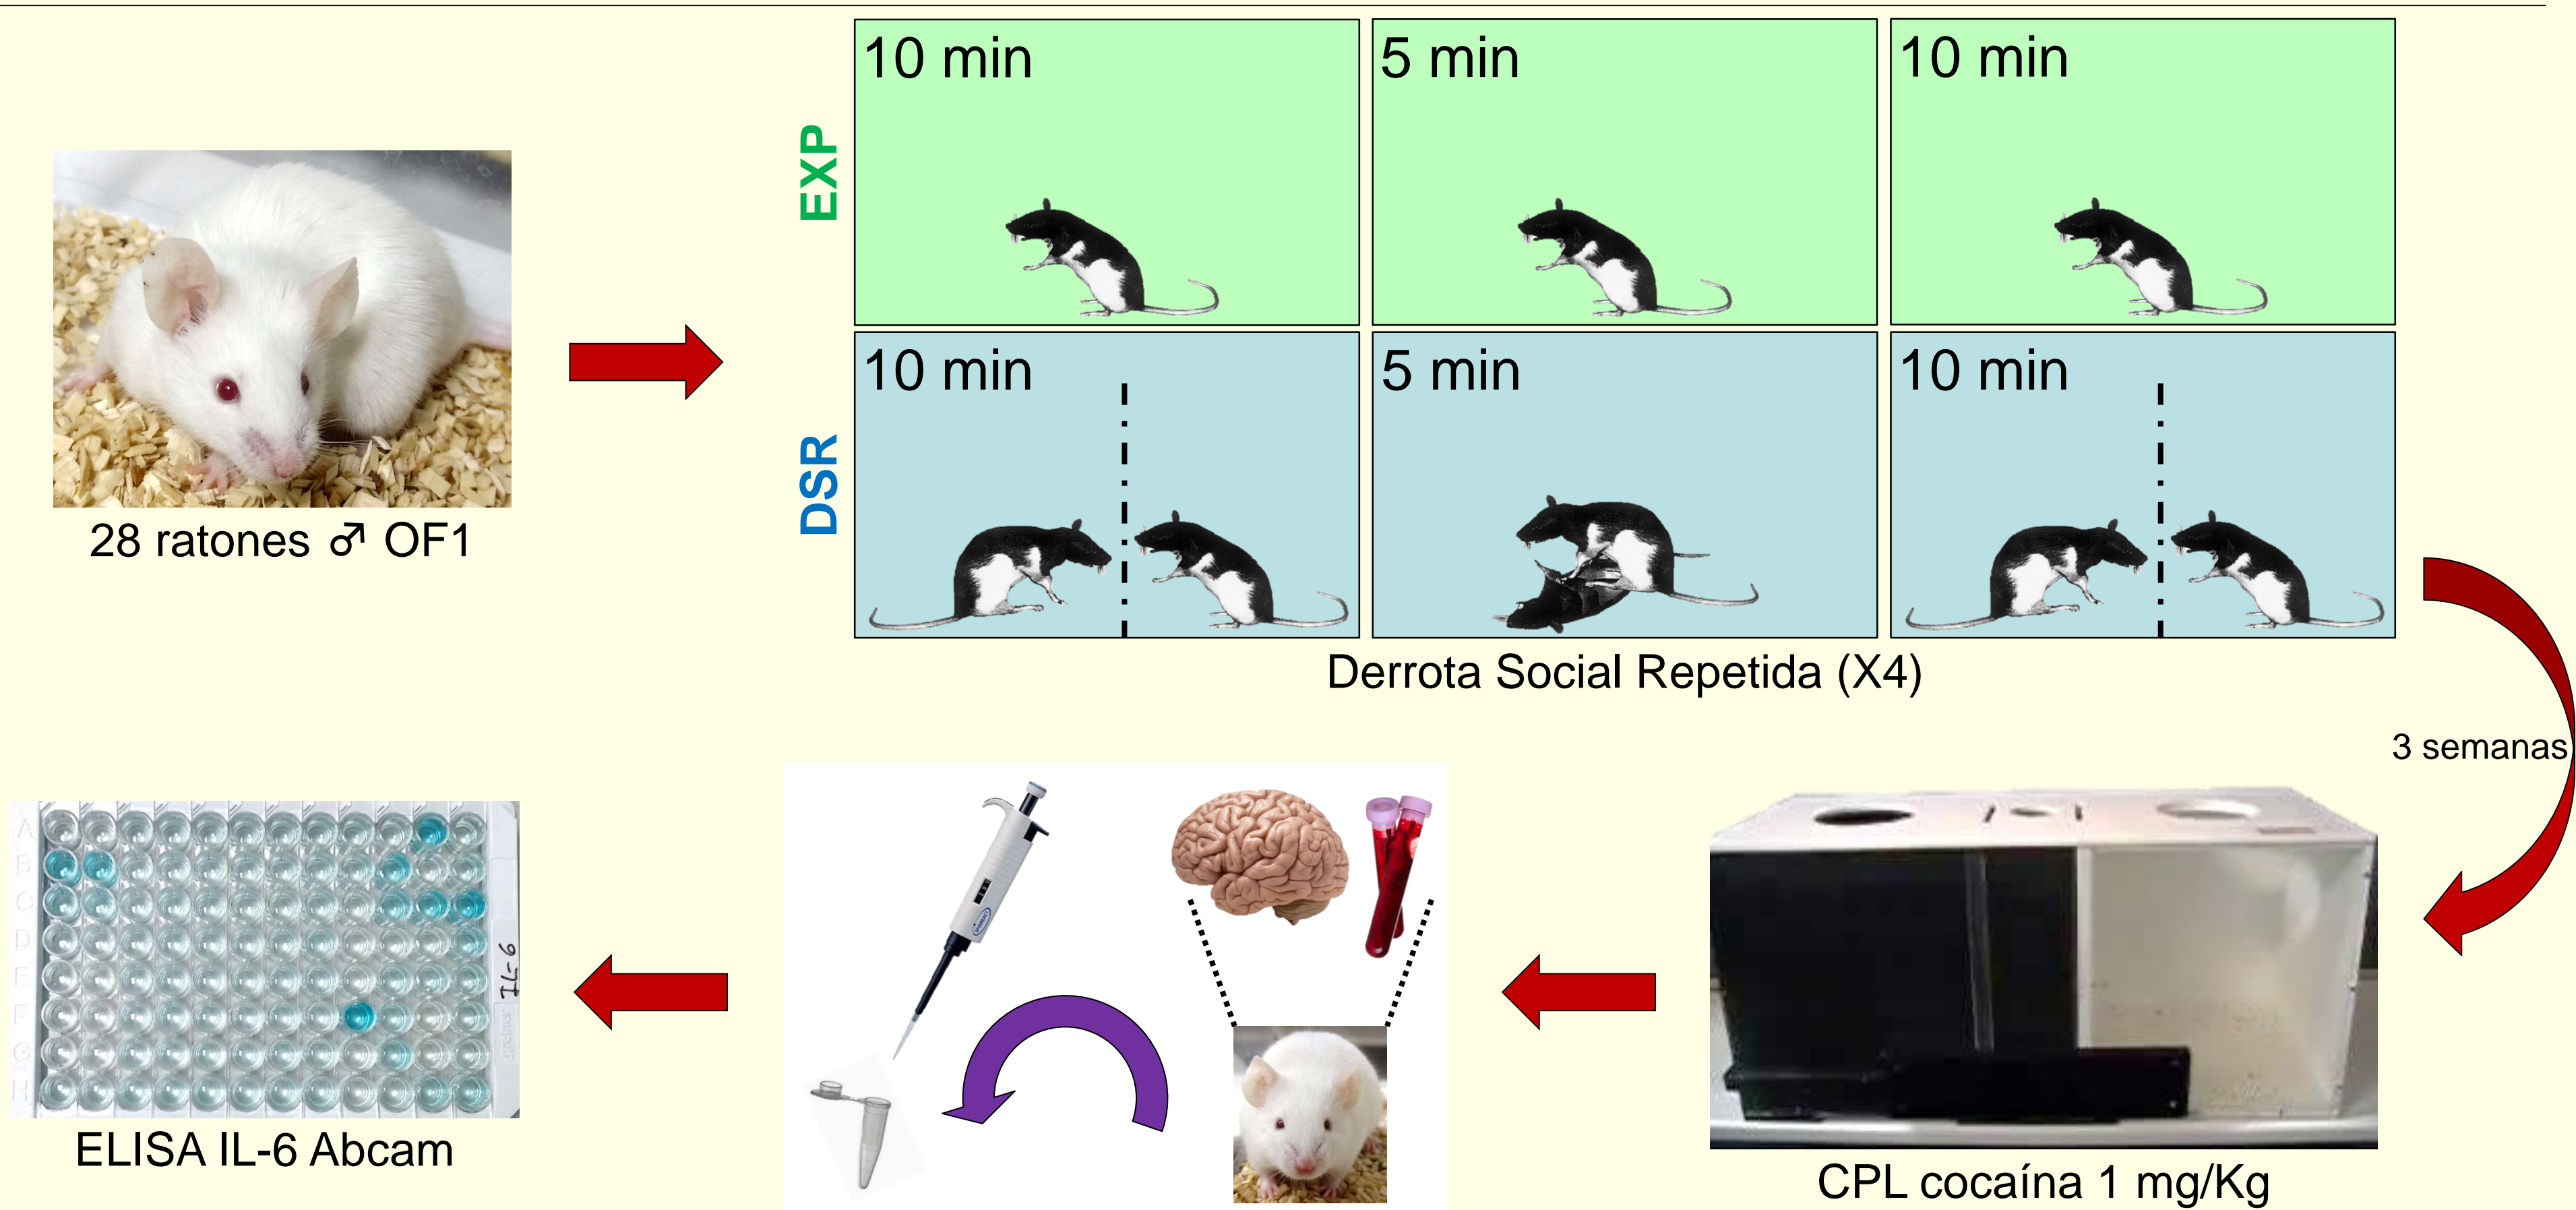 10 min
5 min
10 min
EXP
10 min
5 min
10 min
DSR
28 ratones ♂ OF1
Derrota Social Repetida (X4)
3 semanas
A
B
C
D
E
F
G
H
IL-6
greiner
ELISA IL-6 Abcam
CPL cocaína 1 mg/Kg